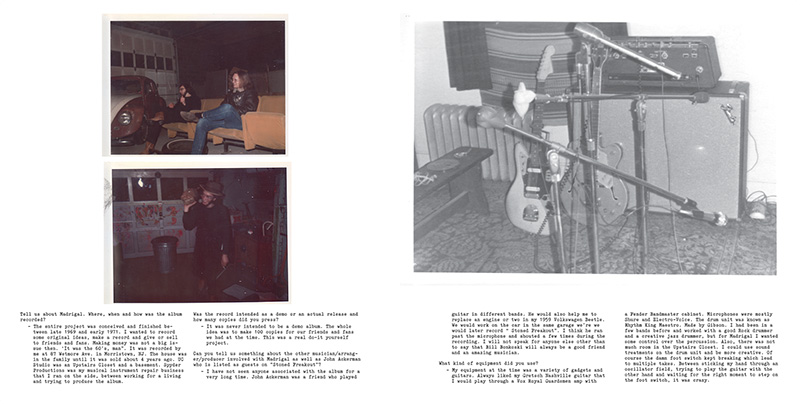 Tell us about Madrigal. Where, when and how was the album
recorded?
- The entire project was conceived and finished be-
tween late 1969 and early 1971. I wanted to record
some original ideas, make a record and give or sell
to friends and fans. Making money was not a big is-
sue then. 'It was the 60's, man'. It was recorded by
me at 87 Wetmore Ave. in Morristown, NJ. The house was
in the family until it was sold about 4 years ago. UC
Studio was an Upstairs Closet and a basement. Spyder
Productions was my musical instrument repair business
that I ran on the side, between working for a living
and trying to produce the album.
Was the record intended as a demo or an actual release and
how many copies did you press?
- It was never intended to be a demo album. The whole
idea was to make 100 copies for our friends and fans
we had at the time. This was a real do-it yourself
project.
Can you tell us something about the other musician/arrang-
er/producer involved with Madrigal as well as John Ackerman
who is listed as guests on "Stoned Freakout"?
- I have not seen anyone associated with the album for a
very long time. John Ackerman was a friend who played
guitar in different bands. He would also help me to
replace an engine or two in my 1959 Volkswagen Beetle.
We would work on the car in the same garage we're we
would later record " Stoned Freakout". I think he ran
past the microphone and shouted a few times during the
recording. I will not speak for anyone else other than
to say that Bill Bonkoski will always be a good friend
and an amazing musician.
What kind of equipment did you use?
- My equipment at the time was a variety of gadgets and
guitars. Always liked my Gretsch Nashville guitar that
I would play through a Vox Royal Guardsmen amp with
a Fender Bandmaster cabinet. Microphones were mostly
Shure and Electro-Voice. The drum unit was known as
Rhythm King Maestro. Made by Gibson. I had been in a
few bands before and worked with a good Rock drummer
and a creative jazz drummer, but for Madrigal I wanted
some control over the percussion. Also, there was not
much room in the Upstairs Closet. I could use sound
treatments on the drum unit and be more creative. Of
course the damn foot switch kept breaking which lead
to multiple takes. Between sticking my hand through an
oscillator field, trying to play the guitar with the
other hand and waiting for the right moment to step on
the foot switch, it was crazy.